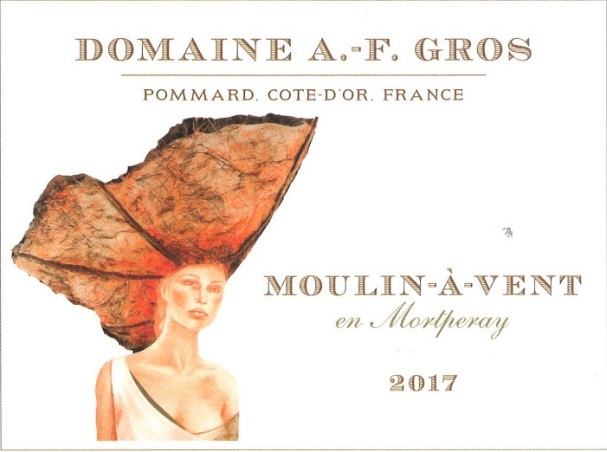 DOMAINE A.-F. GROS
POMMARD, COTE-D'OR, FRANCE
MOULIN-À-VENT
en Mortperay
2017